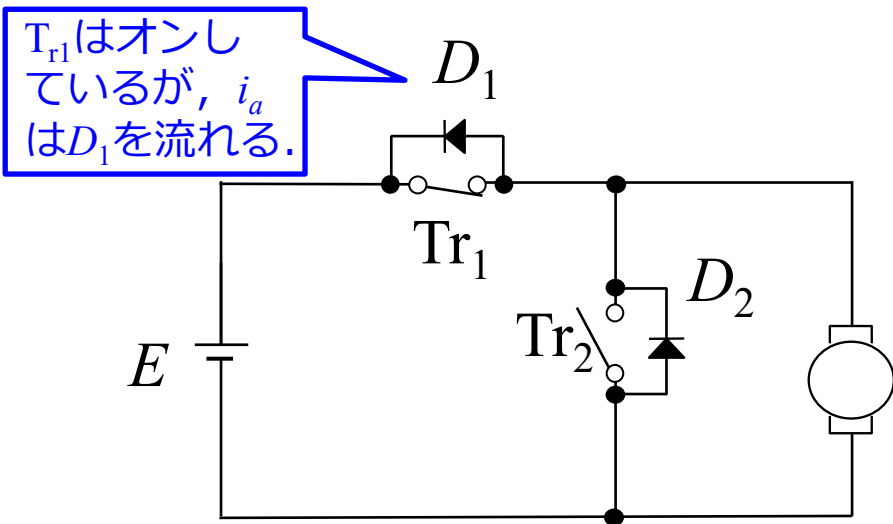 Tr1はオンし
ているが，ia
はD1を流れる.
D1
Tr1
D2
Tr2
E